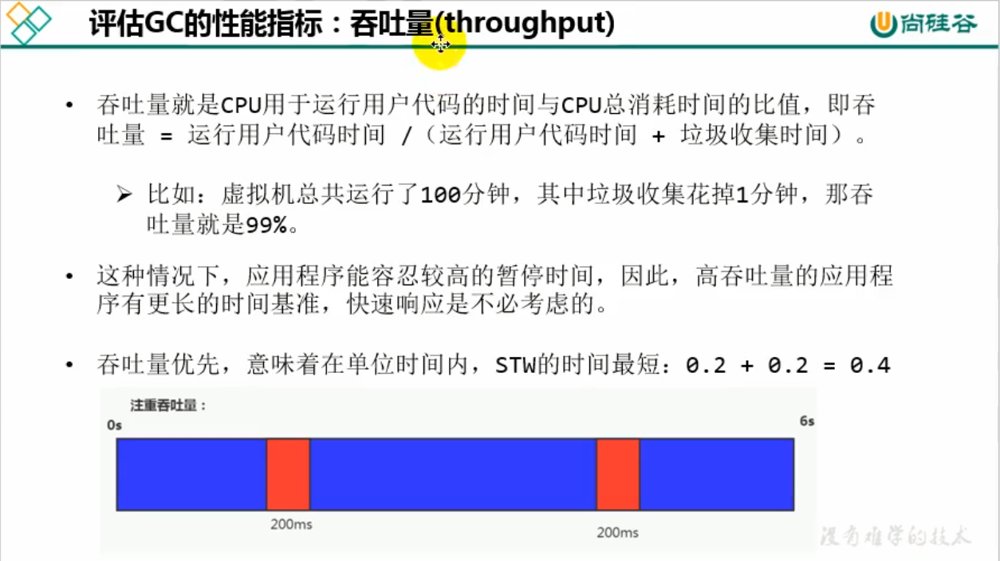 评估GC的性能指标：吞吐量(throughput)
尚硅谷
• 吞吐量就是CPU用于运行用户代码的时间与CPU总消耗时间的比值，即吞
吐量 = 运行用户代码时间 /（运行用户代码时间 + 垃圾收集时间）。
➢ 比如：虚拟机总共运行了100分钟，其中垃圾收集花掉1分钟，那吞
吐量就是99%。
• 这种情况下，应用程序能容忍较高的暂停时间，因此，高吞吐量的应用程
序有更长的时间基准，快速响应是不必考虑的。
• 吞吐量优先，意味着在单位时间内，STW的时间最短：0.2 + 0.2 = 0.4
注重吞吐量：
0s
6s
200ms
200ms
没有难学的技术